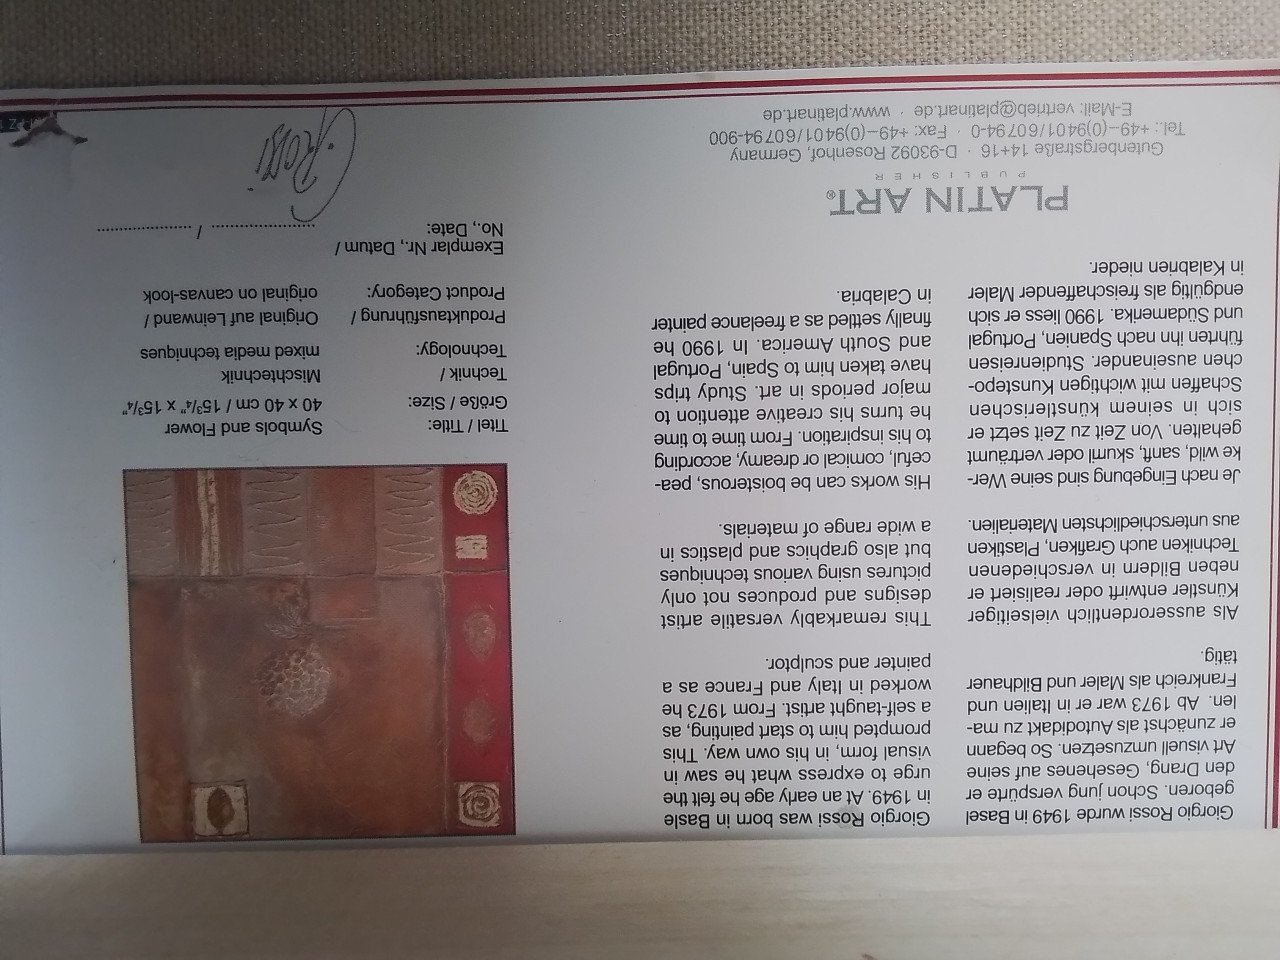 Giorgio Rossi wurde 1949 in Basel
geboren. Schon jung verspürte er
den Drang, Gesehenes auf seine
Art visuell umzusetzen. So begann
er zunächst als Autodidakt zu ma-
len. Ab 1973 war er in Italien und
Frankreich als Maler und Bildhauer
tätig.
Als ausserordentlich vielseitiger
Künstler entwirft oder realisiert er
neben Bildern in verschiedenen
Techniken auch Grafiken, Plastiken
aus unterschiedlichsten Materialien.
Je nach Eingebung sind seine Wer-
ke wild, sanft, skurril oder verträumt
gehalten. Von Zeit zu Zeit setzt er
sich in seinem künstlerischen
Schaffen mit wichtigen Kunstepo-
chen auseinander. Studienreisen
führten ihn nach Spanien, Portugal
und Südamerika. 1990 liess er sich
endgültig als freischaffender Maler
in Kalabrien nieder.
Giorgio Rossi was born in Basle
in 1949. At an early age he felt the
urge to express what he saw in
visual form, in his own way. This
prompted him to start painting, as
a self-taught artist. From 1973 he
worked in Italy and France as a
painter and sculptor.
This remarkably versatile artist
designs and produces not only
pictures using various techniques
but also graphics and plastics in
a wide range of materials.
His works can be boisterous, pea-
ceful, comical or dreamy, according
to his inspiration. From time to time
he turns his creative attention to
major periods in art. Study trips
have taken him to Spain, Portugal
and South America. In 1990 he
finally settled as a freelance painter
in Calabria.
PLATIN ART®
PUBLISHER
Gutenbergstraße 14+16 · D-93092 Rosenhof, Germany
Tel.: +49–(0)9401/60794-0 · Fax: +49–(0)9401/60794-900
E-Mail: vertrieb@platinart.de · www.platinart.de
Titel / Title: Symbols and Flower
Größe / Size: 40 x 40 cm / 15¾" x 15¾"
Technik / Mischtechnik
Technology: mixed media techniques
Produktausführung / Original auf Leinwand /
Product Category: original on canvas-look
Exemplar Nr, Datum /
No., Date: .................... / ....................
G. Rossi